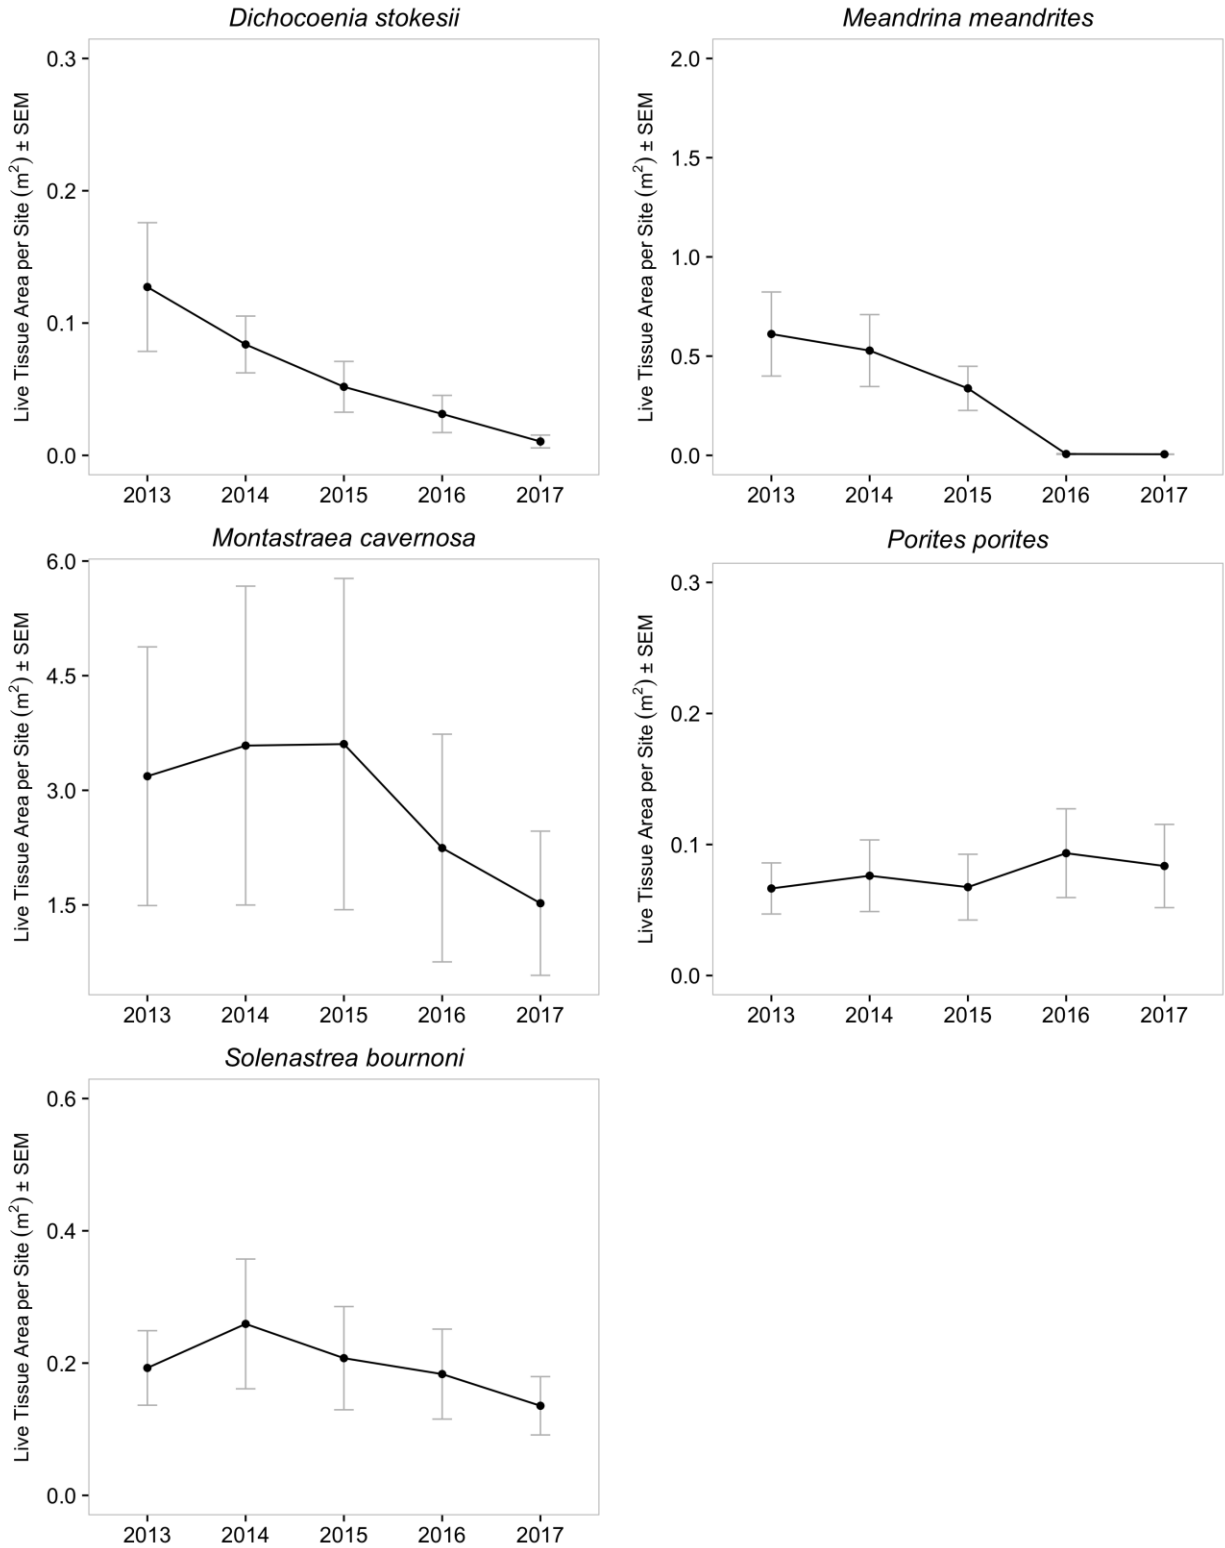 Dichocoenia stokesii
Live Tissue Area per Site (m²) ± SEM
0.3
0.2
0.1
0.0
2013 2014 2015 2016 2017
Meandrina meandrites
Live Tissue Area per Site (m²) ± SEM
2.0
1.5
1.0
0.5
0.0
2013 2014 2015 2016 2017
Montastraea cavernosa
Live Tissue Area per Site (m²) ± SEM
6.0
4.5
3.0
1.5
2013 2014 2015 2016 2017
Porites porites
Live Tissue Area per Site (m²) ± SEM
0.3
0.2
0.1
0.0
2013 2014 2015 2016 2017
Solenastrea bournoni
Live Tissue Area per Site (m²) ± SEM
0.6
0.4
0.2
0.0
2013 2014 2015 2016 2017